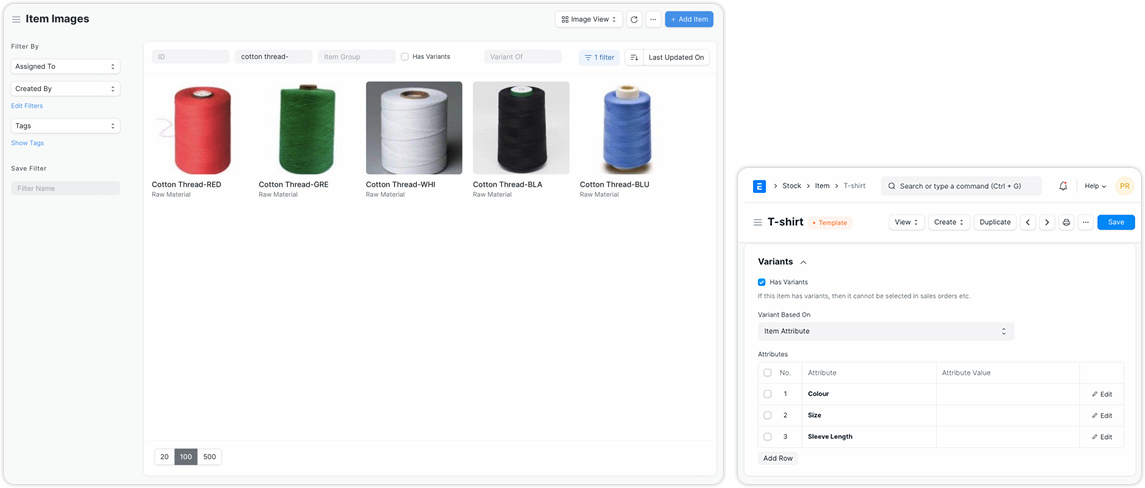 Item Images
Image View
...
+ Add Item
Filter By
Assigned To
Created By
Edit Filters
Tags
Show Tags
Save Filter
Filter Name
ID
cotton thread-
Item Group
Has Variants
Variant Of
1 filter
Last Updated On
Cotton Thread-RED
Raw Material
Cotton Thread-GRE
Raw Material
Cotton Thread-WHI
Raw Material
Cotton Thread-BLA
Raw Material
Cotton Thread-BLU
Raw Material
20 100 500
E
Stock > Item > T-shirt
Search or type a command (Ctrl + G)
Help
PR
T-shirt
• Template
View
Create
Duplicate
...
Save
Variants
Has Variants
If this item has variants, then it cannot be selected in sales orders etc.
Variant Based On
Item Attribute
Attributes
No. Attribute Attribute Value
1 Colour Edit
2 Size Edit
3 Sleeve Length Edit
Add Row